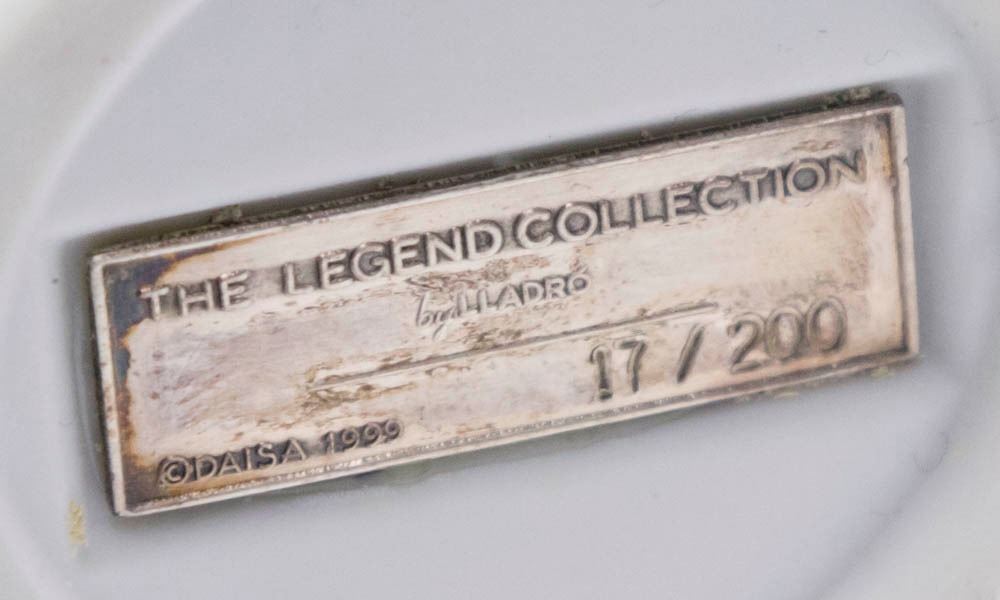 THE LEGEND COLLECTION
by LLADRÓ
17 / 200
©DAISA 1999